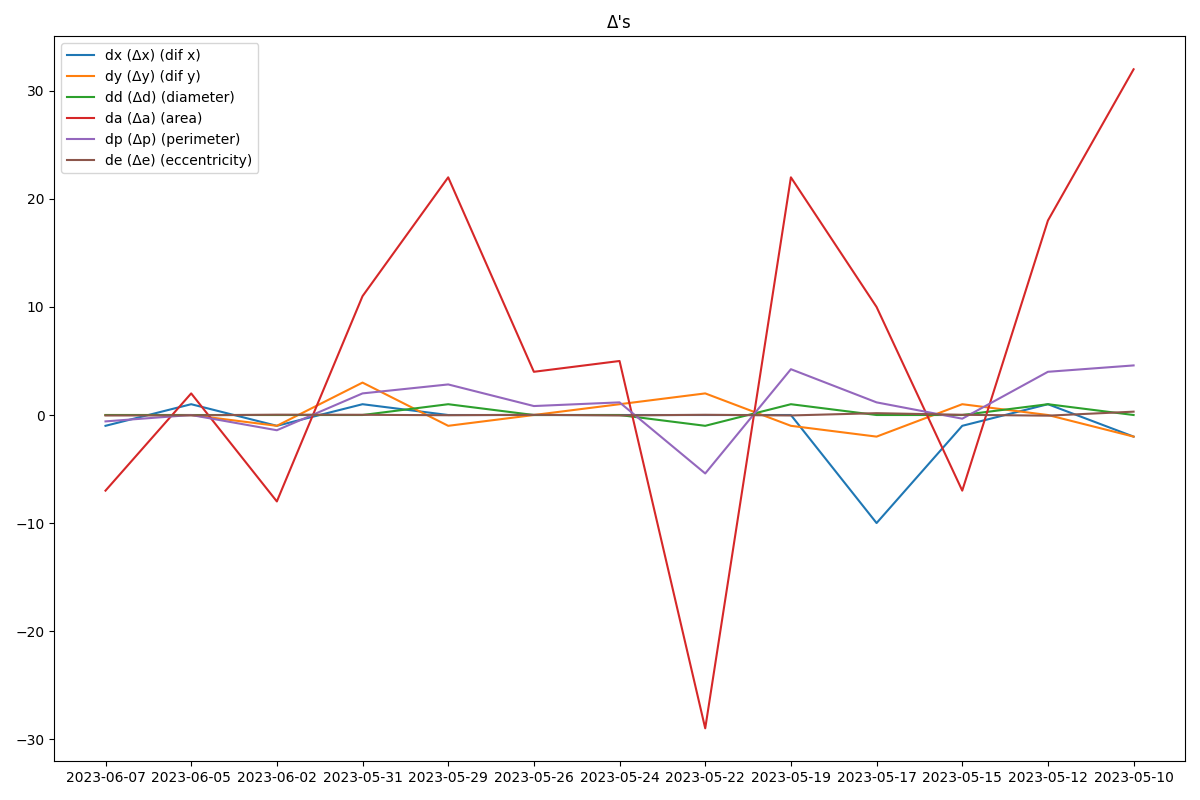 Δ's
dx (Δx) (dif x)
dy (Δy) (dif y)
dd (Δd) (diameter)
da (Δa) (area)
dp (Δp) (perimeter)
de (Δe) (eccentricity)
30
20
10
0
−10
−20
−30
2023-06-07 2023-06-05 2023-06-02 2023-05-31 2023-05-29 2023-05-26 2023-05-24 2023-05-22 2023-05-19 2023-05-17 2023-05-15 2023-05-12 2023-05-10